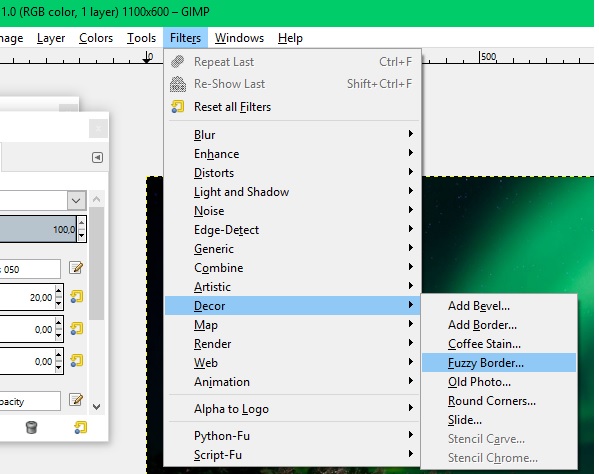 1.0 (RGB color, 1 layer) 1100x600 – GIMP
mage Layer Colors Tools Filters Windows Help
0 500
Repeat Last Ctrl+F
Re-Show Last Shift+Ctrl+F
Reset all Filters
Blur
Enhance
Distorts
Light and Shadow
Noise
Edge-Detect
Generic
Combine
Artistic
Decor
Map
Render
Web
Animation
Alpha to Logo
Python-Fu
Script-Fu
Add Bevel...
Add Border...
Coffee Stain...
Fuzzy Border...
Old Photo...
Round Corners...
Slide...
Stencil Carve...
Stencil Chrome...
100,0
050
20,00
0,00
0,00
pacity